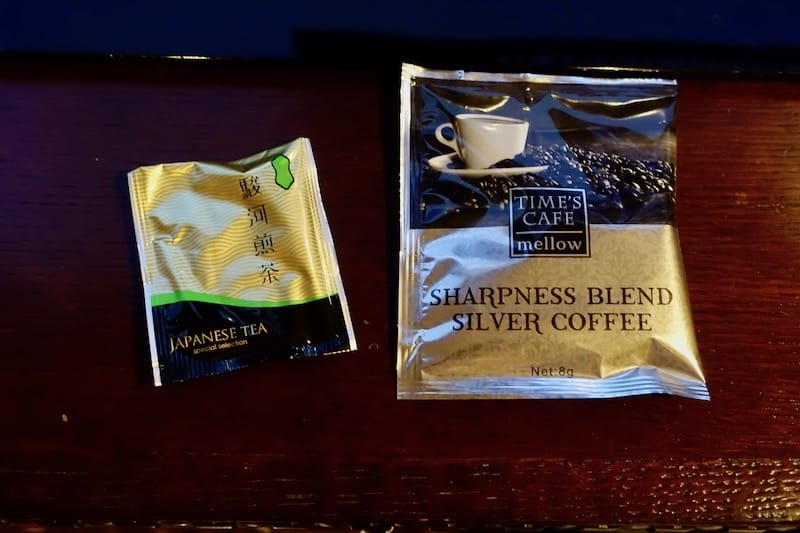 駿河煎茶
JAPANESE TEA
special selection
TIME'S
CAFE
mellow
SHARPNESS BLEND
SILVER COFFEE
Net:8g